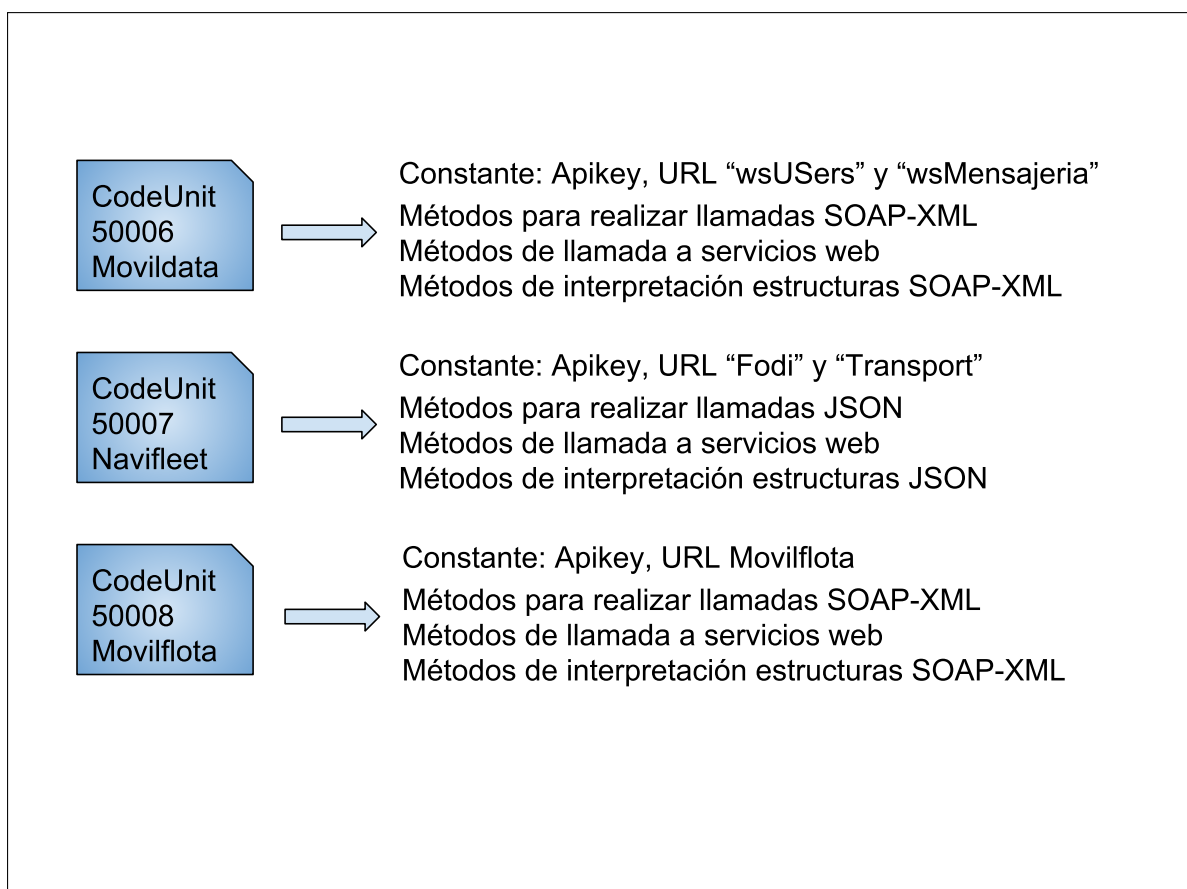 CodeUnit
50006
Movildata
Constante: Apikey, URL “wsUSers” y “wsMensajeria”
Métodos para realizar llamadas SOAP-XML
Métodos de llamada a servicios web
Métodos de interpretación estructuras SOAP-XML
CodeUnit
50007
Navifleet
Constante: Apikey, URL “Fodi” y “Transport”
Métodos para realizar llamadas JSON
Métodos de llamada a servicios web
Métodos de interpretación estructuras JSON
CodeUnit
50008
Movilflota
Constante: Apikey, URL Movilflota
Métodos para realizar llamadas SOAP-XML
Métodos de llamada a servicios web
Métodos de interpretación estructuras SOAP-XML